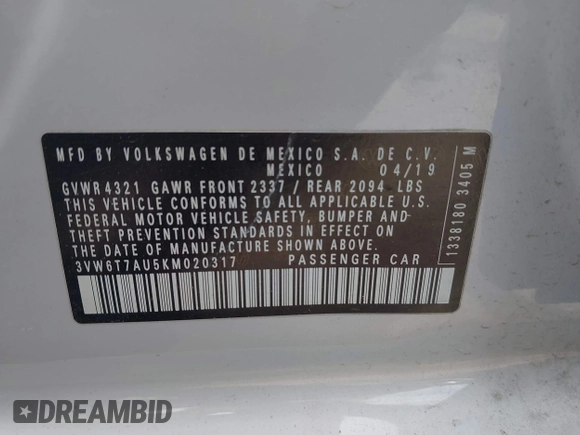 MFD BY VOLKSWAGEN DE MEXICO S.A. DE C.V.
MEXICO 04/19
GVWR 4321 GAWR FRONT 2337 / REAR 2094 LBS
THIS VEHICLE CONFORMS TO ALL APPLICABLE U.S.
FEDERAL MOTOR VEHICLE SAFETY, BUMPER AND
THEFT PREVENTION STANDARDS IN EFFECT ON
THE DATE OF MANUFACTURE SHOWN ABOVE.
3VW6T7AU5KM020317 PASSENGER CAR
1338180 3405 M
DREAMBID